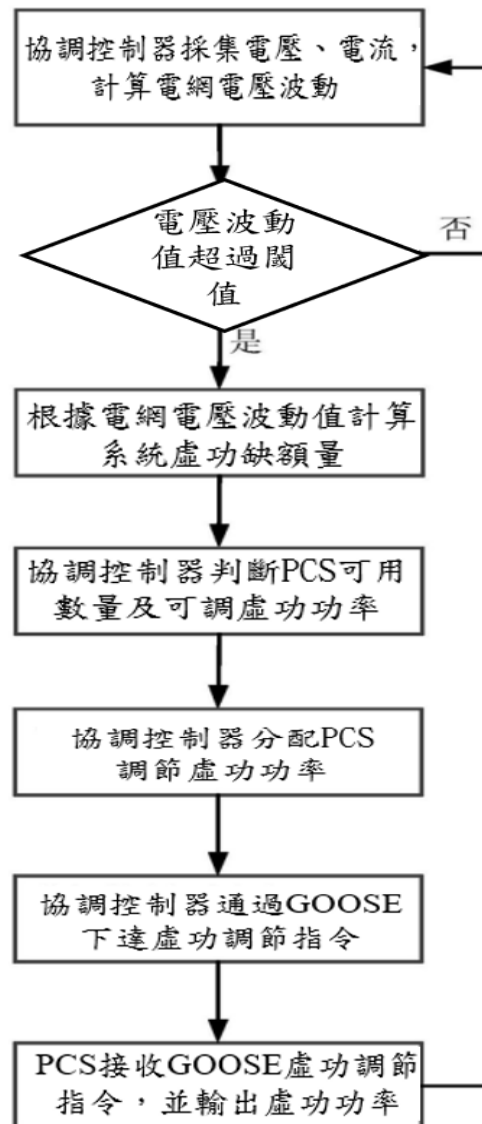 協調控制器採集電壓、電流，
計算電網電壓波動
電壓波動
值超過閾
值
否
是
根據電網電壓波動值計算
系統虛功缺額量
協調控制器判斷PCS可用
數量及可調虛功功率
協調控制器分配PCS
調節虛功功率
協調控制器通過GOOSE
下達虛功調節指令
PCS接收GOOSE虛功調節
指令，並輸出虛功功率